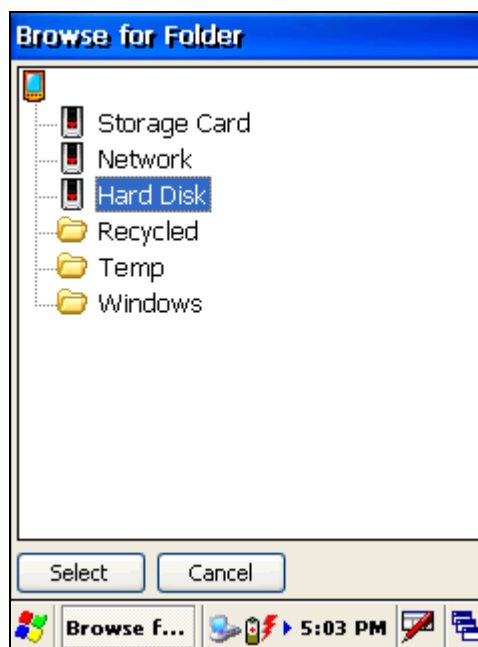 Browse for Folder
Storage Card
Network
Hard Disk
Recycled
Temp
Windows
Select Cancel
Browse f... 5:03 PM